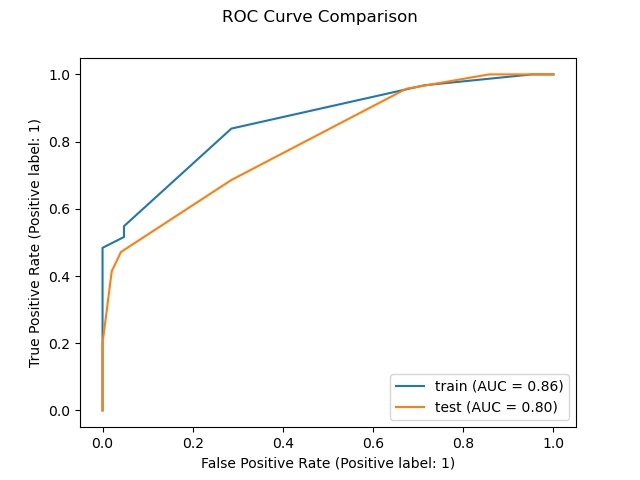 ROC Curve Comparison
1.0
0.8
0.6
0.4
0.2
0.0
True Positive Rate (Positive label: 1)
train (AUC = 0.86)
test (AUC = 0.80)
0.0 0.2 0.4 0.6 0.8 1.0
False Positive Rate (Positive label: 1)